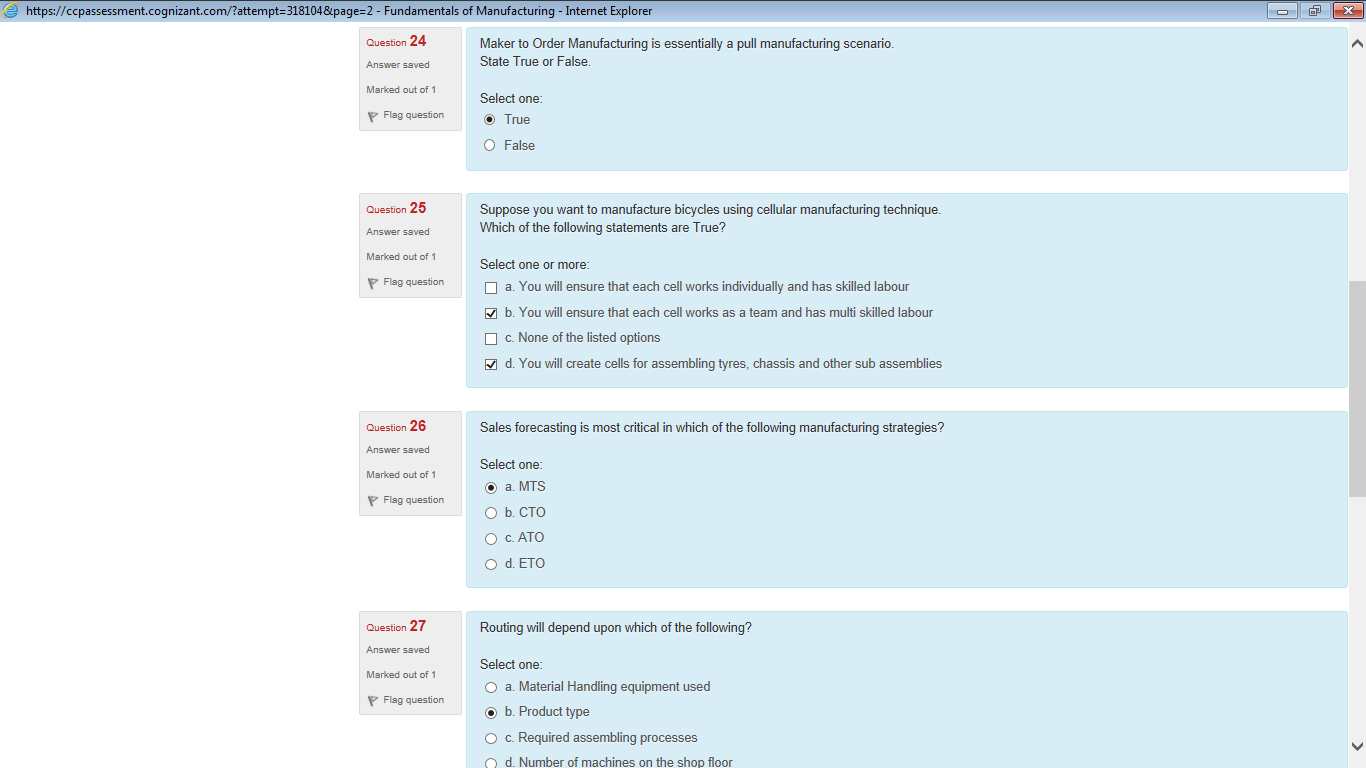 https://ccpassessment.cognizant.com/?attempt=318104&page=2 - Fundamentals of Manufacturing - Internet Explorer
Question 24
Answer saved
Marked out of 1
Flag question
Maker to Order Manufacturing is essentially a pull manufacturing scenario.
State True or False.
Select one:
True
False
Question 25
Answer saved
Marked out of 1
Flag question
Suppose you want to manufacture bicycles using cellular manufacturing technique.
Which of the following statements are True?
Select one or more:
a. You will ensure that each cell works individually and has skilled labour
b. You will ensure that each cell works as a team and has multi skilled labour
c. None of the listed options
d. You will create cells for assembling tyres, chassis and other sub assemblies
Question 26
Answer saved
Marked out of 1
Flag question
Sales forecasting is most critical in which of the following manufacturing strategies?
Select one:
a. MTS
b. CTO
c. ATO
d. ETO
Question 27
Answer saved
Marked out of 1
Flag question
Routing will depend upon which of the following?
Select one:
a. Material Handling equipment used
b. Product type
c. Required assembling processes
d. Number of machines on the shop floor